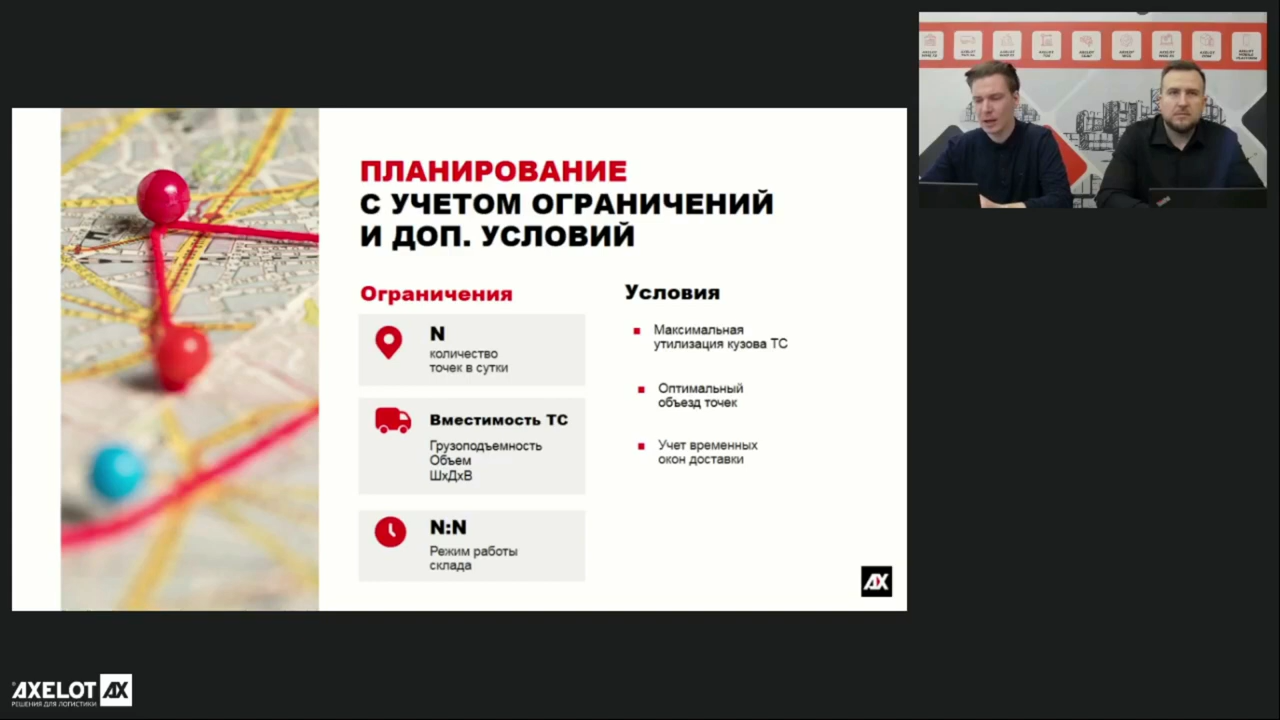 ПЛАНИРОВАНИЕ
С УЧЕТОМ ОГРАНИЧЕНИЙ
И ДОП. УСЛОВИЙ
Ограничения
N
количество
точек в сутки
Вместимость ТС
Грузоподъемность
Объем
ШхДхВ
N:N
Режим работы
склада
Условия
Максимальная
утилизация кузова ТС
Оптимальный
объезд точек
Учет временных
окон доставки
AX
AXELOT AX
РЕШЕНИЯ ДЛЯ ЛОГИСТИКИ